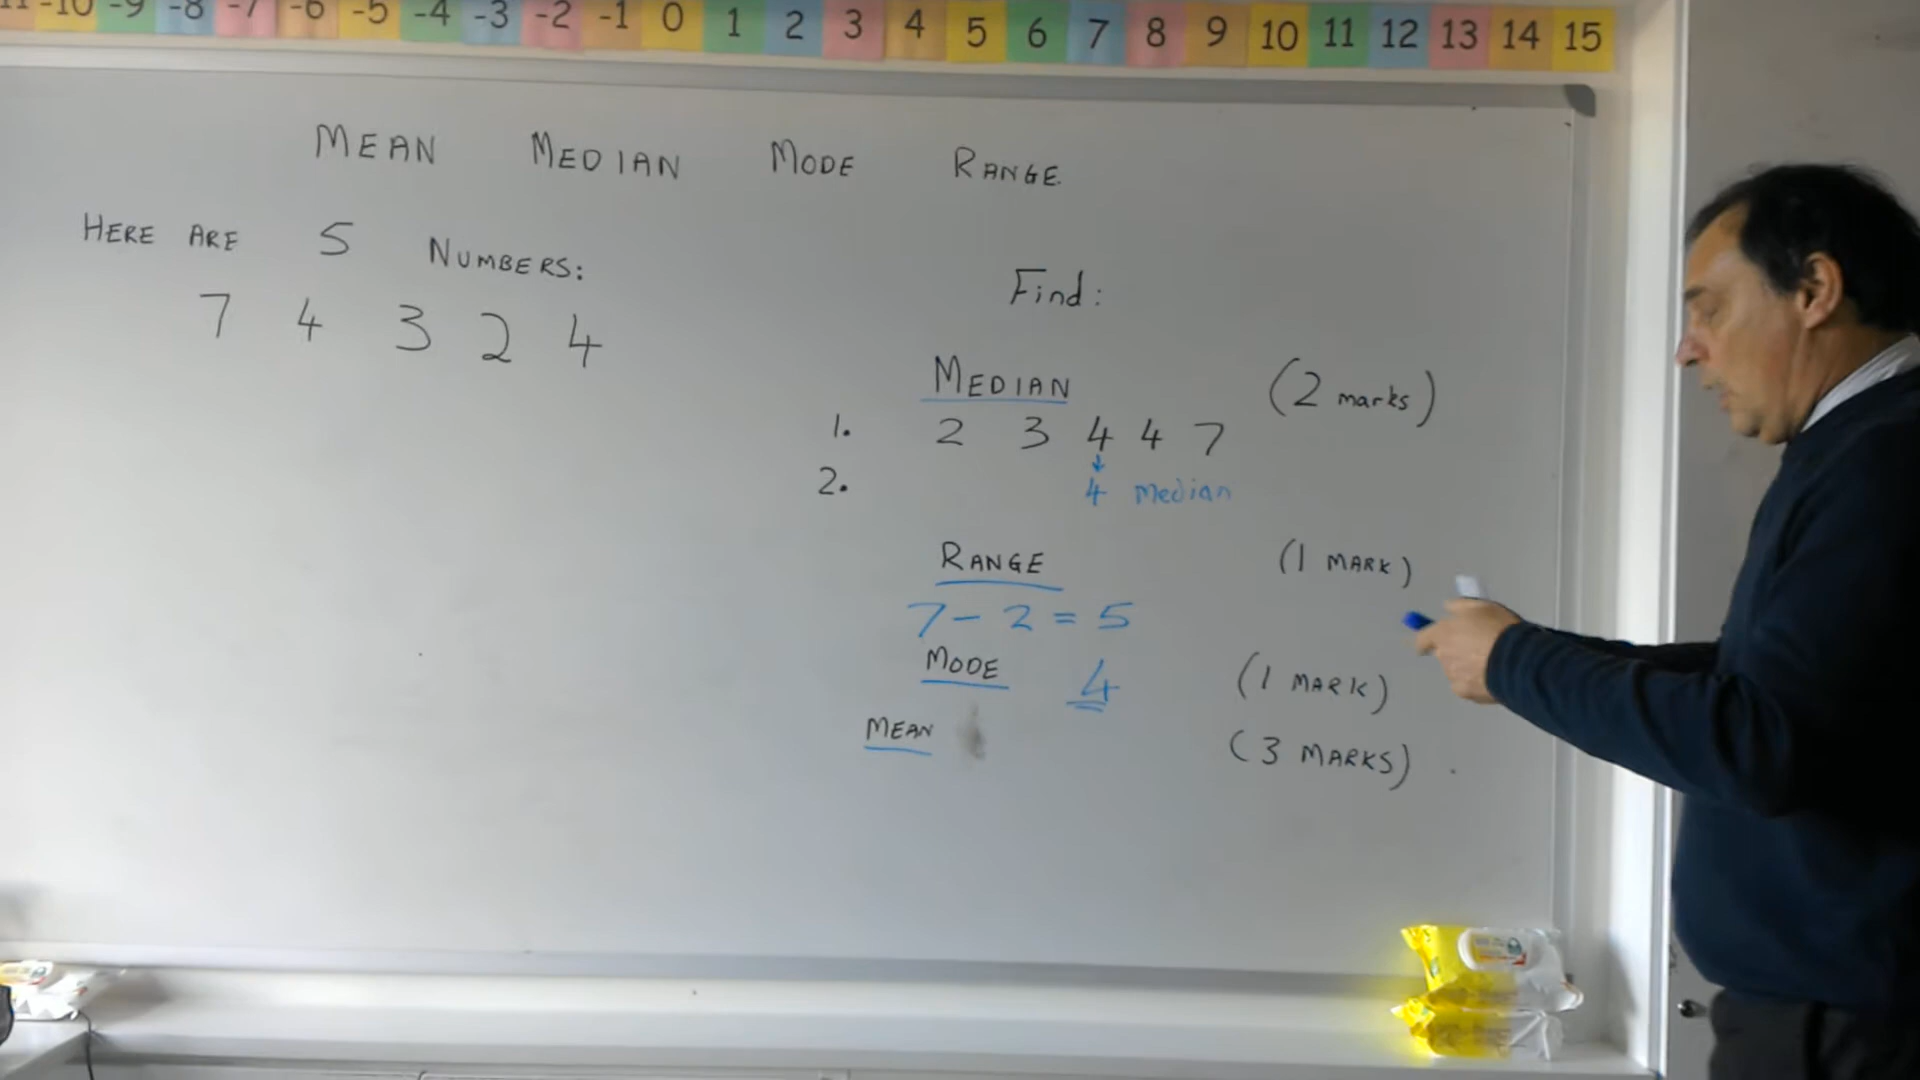 -10 -9 -8 -7 -6 -5 -4 -3 -2 -1 0 1 2 3 4 5 6 7 8 9 10 11 12 13 14 15
MEAN MEDIAN MODE RANGE
HERE ARE 5 NUMBERS:
7 4 3 2 4
Find:
MEDIAN (2 marks)
1. 2 3 4 4 7
2. 4 Median
RANGE (1 MARK)
7 - 2 = 5
MODE 4 (1 MARK)
MEAN (3 MARKS)